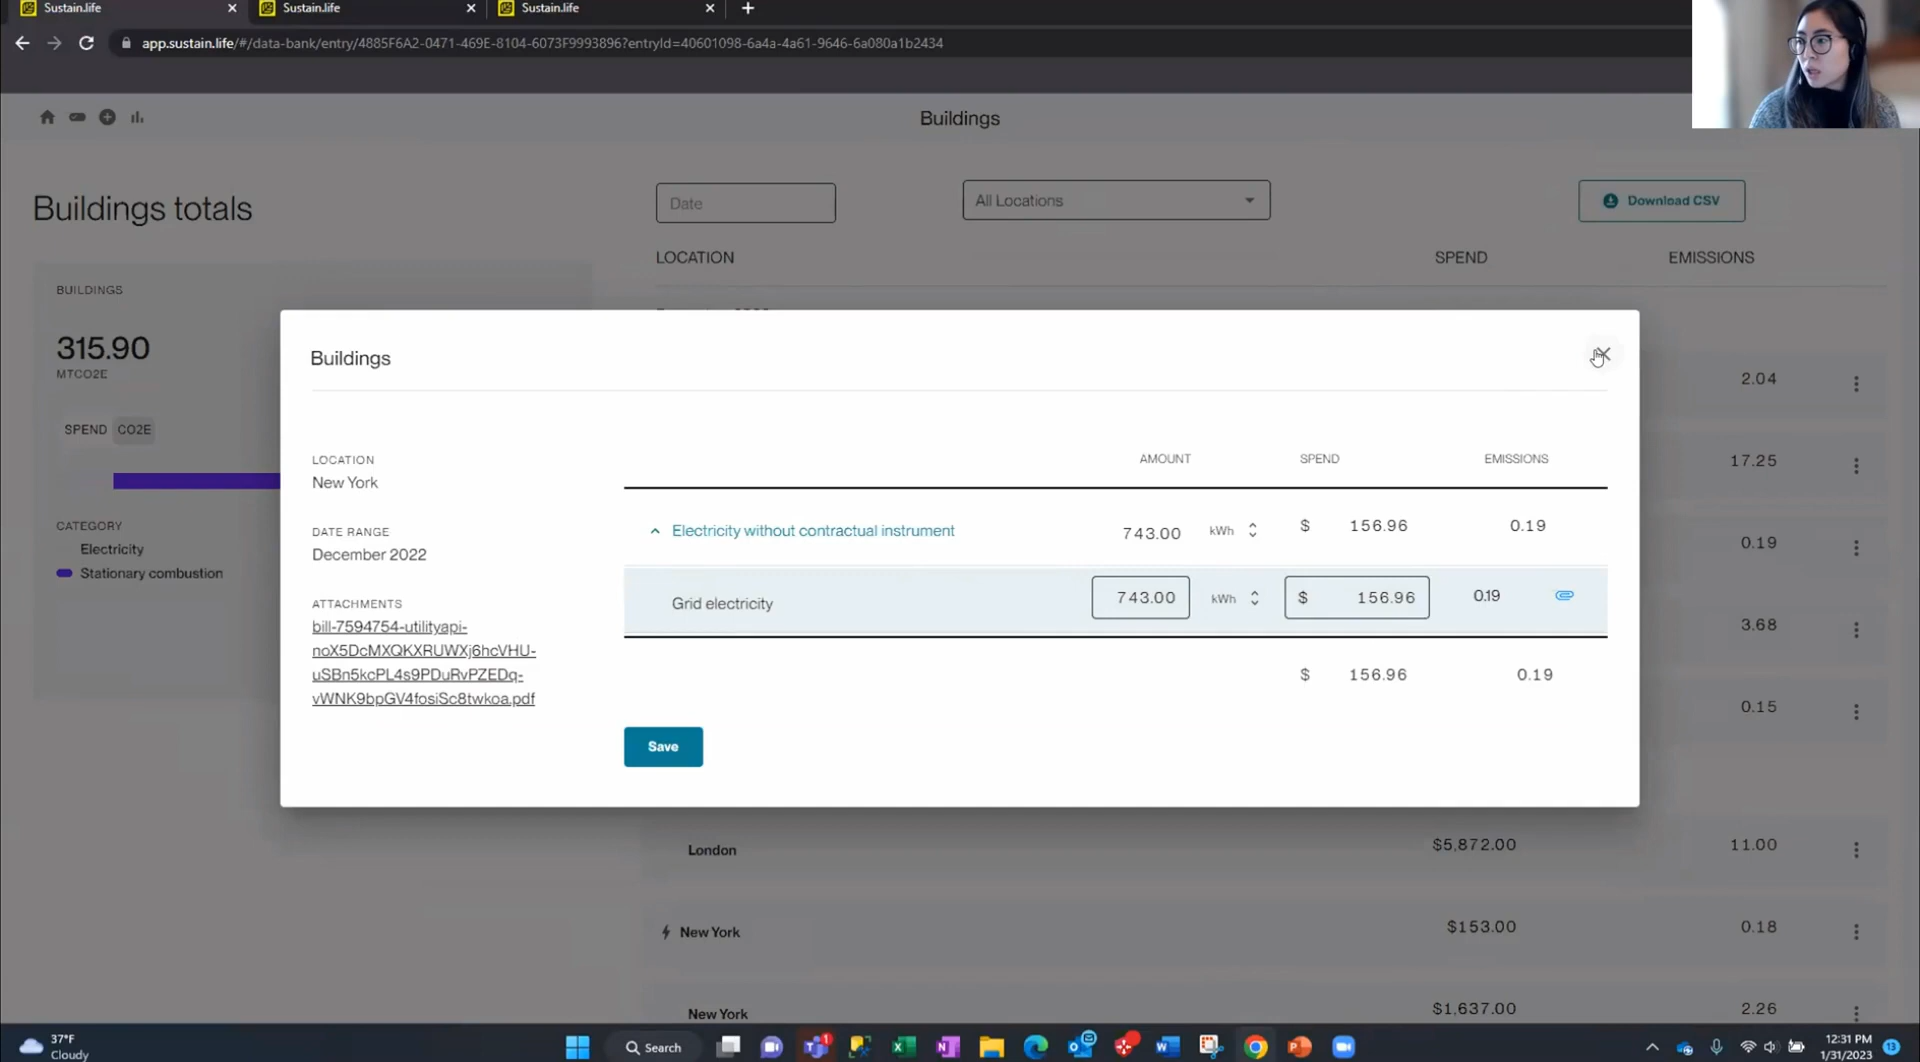 Sustain.life
Sustain.life
Sustain.life
app.sustain.life/#/data-bank/entry/4885F6A2-0471-469E-8104-6073F9993896?entryId=40601098-6a4a-4a61-9646-6a080a1b2434
Buildings
Buildings totals
Date
All Locations
Download CSV
LOCATION SPEND EMISSIONS
BUILDINGS
315.90
MTCO2E
SPEND CO2E
CATEGORY
Electricity
Stationary combustion
Buildings
LOCATION
New York
DATE RANGE
December 2022
ATTACHMENTS
bill-7594754-utilityapi-
noX5DcMXQKXRUWXj6hcVHU-
uSBn5kcPL4s9PDuRvPZEDq-
vWNK9bpGV4fosiSc8twkoa.pdf
AMOUNT SPEND EMISSIONS
Electricity without contractual instrument 743.00 kWh $ 156.96 0.19
Grid electricity 743.00 kWh $ 156.96 0.19
$ 156.96 0.19
Save
2.04
17.25
0.19
3.68
0.15
London $5,872.00 11.00
New York $153.00 0.18
New York $1,637.00 2.26
37°F
Cloudy
Search
12:31 PM
1/31/2023
13